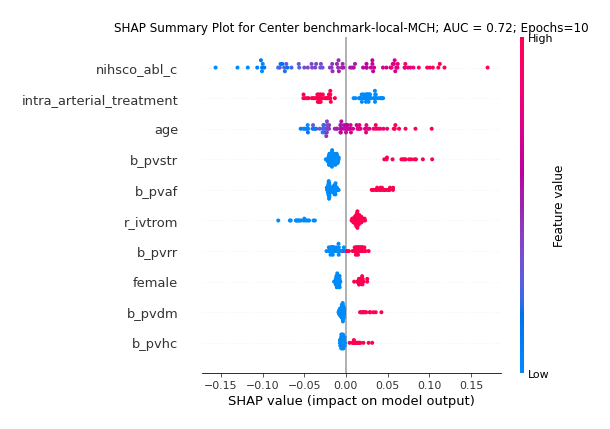 SHAP Summary Plot for Center benchmark-local-MCH; AUC = 0.72; Epochs=10
High
nihsco_abl_c
intra_arterial_treatment
age
b_pvstr
b_pvaf
r_ivtrom
b_pvrr
female
b_pvdm
b_pvhc
Feature value
Low
−0.15 −0.10 −0.05 0.00 0.05 0.10 0.15
SHAP value (impact on model output)